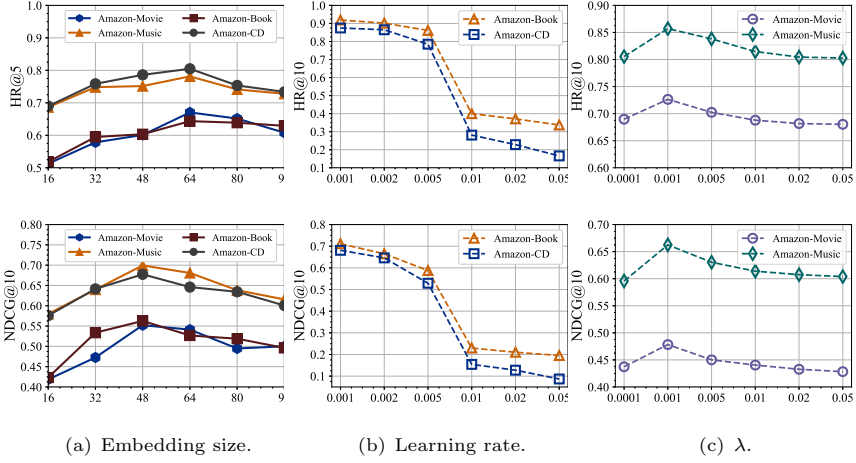 1.0
0.9
0.8
0.7
0.6
0.5
HR@5
Amazon-Movie
Amazon-Book
Amazon-Music
Amazon-CD
16 32 48 64 80 9
1.0
0.9
0.8
0.7
0.6
0.5
0.4
0.3
0.2
0.1
HR@10
Amazon-Book
Amazon-CD
0.001 0.002 0.005 0.01 0.02 0.05
0.90
0.85
0.80
0.75
0.70
0.65
0.60
HR@10
Amazon-Movie
Amazon-Music
0.0001 0.001 0.005 0.01 0.02 0.05
0.80
0.75
0.70
0.65
0.60
0.55
0.50
0.45
0.40
NDCG@10
Amazon-Movie
Amazon-Book
Amazon-Music
Amazon-CD
16 32 48 64 80 9
0.8
0.7
0.6
0.5
0.4
0.3
0.2
0.1
NDCG@10
Amazon-Book
Amazon-CD
0.001 0.002 0.005 0.01 0.02 0.05
0.70
0.65
0.60
0.55
0.50
0.45
0.40
NDCG@10
Amazon-Movie
Amazon-Music
0.0001 0.001 0.005 0.01 0.02 0.05
(a) Embedding size.
(b) Learning rate.
(c) λ.